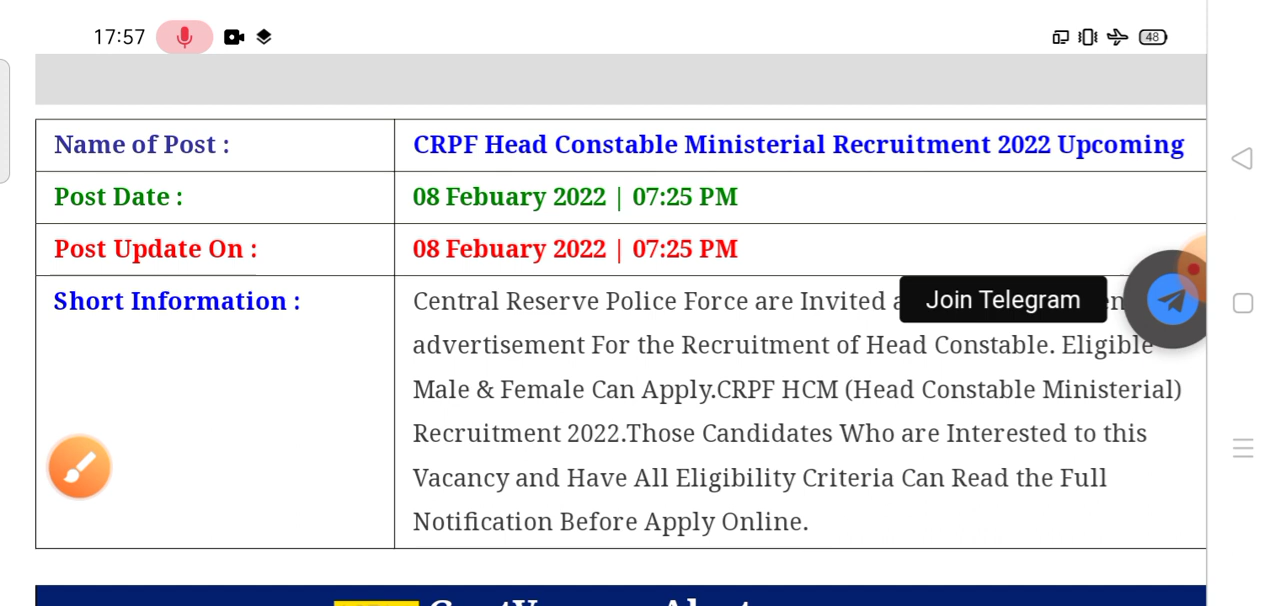 17:57
48
Name of Post :
CRPF Head Constable Ministerial Recruitment 2022 Upcoming
Post Date :
08 Febuary 2022 | 07:25 PM
Post Update On :
08 Febuary 2022 | 07:25 PM
Short Information :
Central Reserve Police Force are Invited
Join Telegram
advertisement For the Recruitment of Head Constable. Eligible
Male & Female Can Apply.CRPF HCM (Head Constable Ministerial)
Recruitment 2022.Those Candidates Who are Interested to this
Vacancy and Have All Eligibility Criteria Can Read the Full
Notification Before Apply Online.